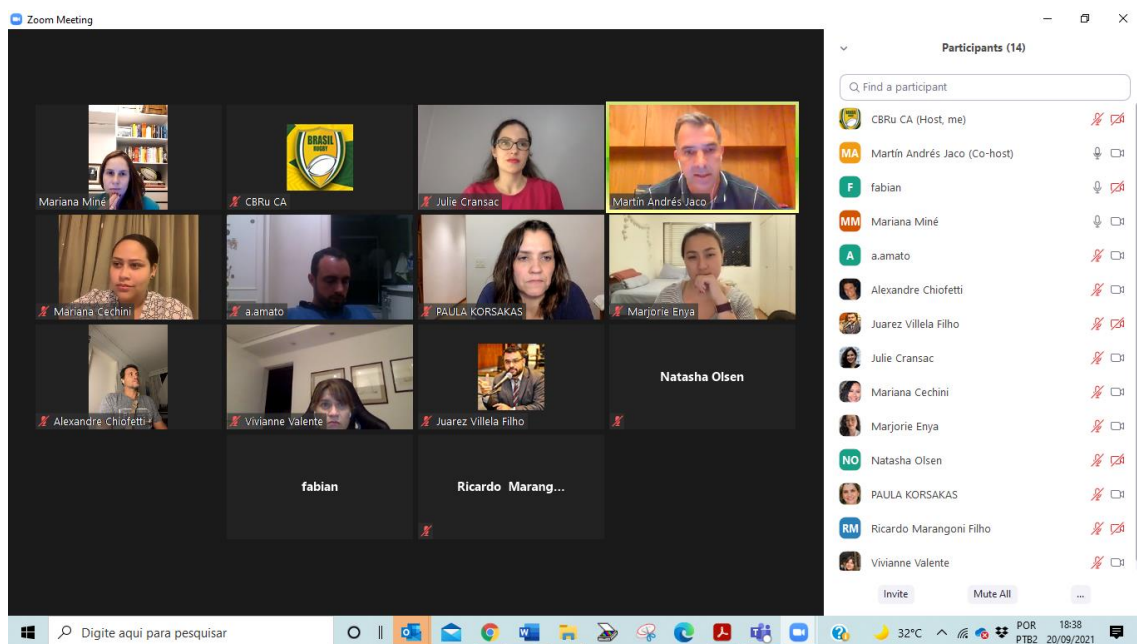 Zoom Meeting
Participants (14)
Find a participant
Mariana Miné
BRASIL
RUGBY
CBRu CA
Julie Cransac
Martín Andrés Jaco
Mariana Cechini
a.amato
PAULA KORSAKAS
Marjorie Enya
Alexandre Chiofetti
Vivianne Valente
Juarez Villela Filho
Natasha Olsen
fabian
Ricardo Marang...
CBRu CA (Host, me)
MA
Martín Andrés Jaco (Co-host)
F
fabian
MM
Mariana Miné
A
a.amato
Alexandre Chiofetti
Juarez Villela Filho
Julie Cransac
Mariana Cechini
Marjorie Enya
NO
Natasha Olsen
PAULA KORSAKAS
RM
Ricardo Marangoni Filho
Vivianne Valente
Invite
Mute All
...
Digite aqui para pesquisar
32°C
POR
PTB2
18:38
20/09/2021